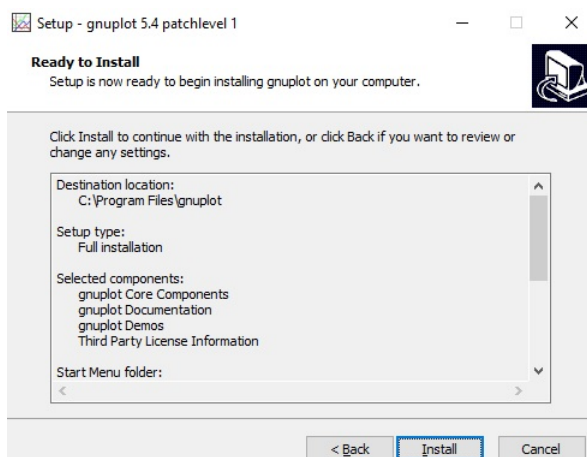 Setup - gnuplot 5.4 patchlevel 1
Ready to Install
Setup is now ready to begin installing gnuplot on your computer.
Click Install to continue with the installation, or click Back if you want to review or
change any settings.
Destination location:
C:\Program Files\gnuplot
Setup type:
Full installation
Selected components:
gnuplot Core Components
gnuplot Documentation
gnuplot Demos
Third Party License Information
Start Menu folder:
< Back
Install
Cancel